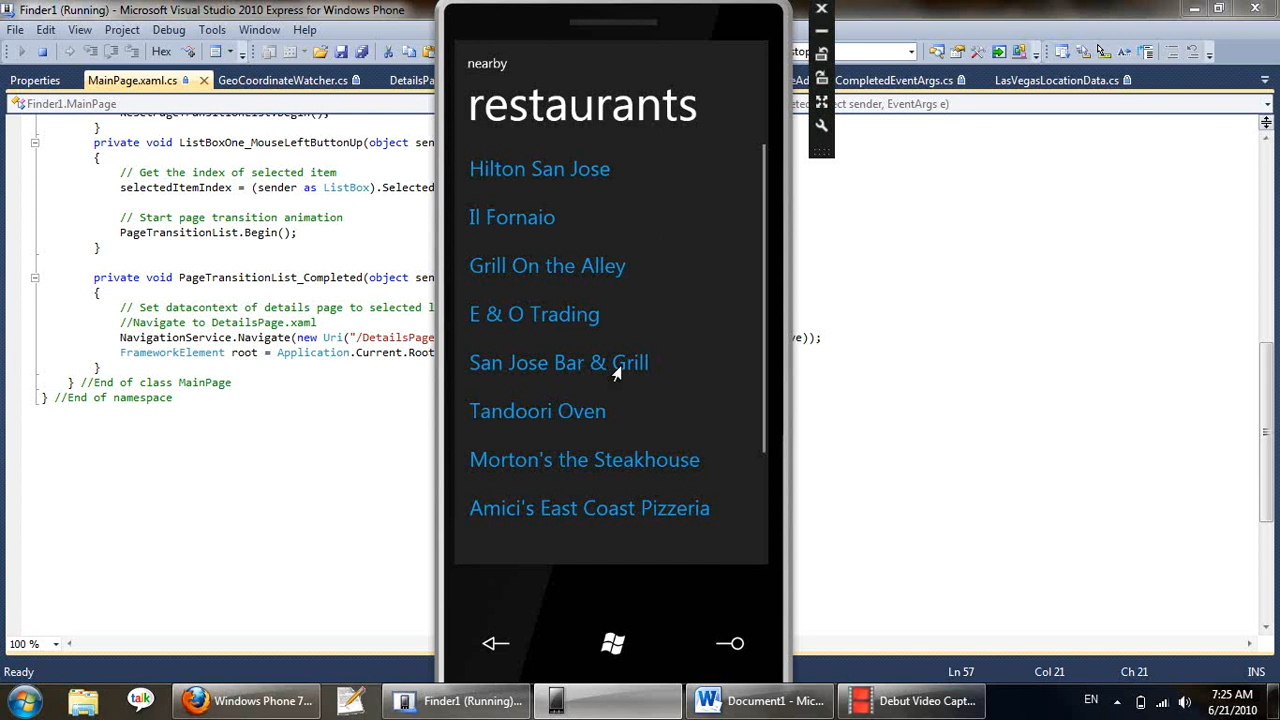 Finder1 (Running) - Microsoft Visual Studio 2010 Express for Windows Phone
File Edit View Project Debug Tools Window Help
Hex
Properties MainPage.xaml.cs GeoCoordinateWatcher.cs DetailsPa CompletedEventArgs.cs LasVegasLocationData.cs
Finder1.MainPage ect sender, EventArgs e)
}
private void ListBoxOne_MouseLeftButtonUp(object sen
{
// Get the index of selected item
selectedItemIndex = (sender as ListBox).Selected
// Start page transition animation
PageTransitionList.Begin();
}
private void PageTransitionList_Completed(object sen
{
// Set datacontext of details page to selected l
//Navigate to DetailsPage.xaml
NavigationService.Navigate(new Uri("/DetailsPage ve));
FrameworkElement root = Application.Current.Root
}
} //End of class MainPage
} //End of namespace
nearby
restaurants
Hilton San Jose
Il Fornaio
Grill On the Alley
E & O Trading
San Jose Bar & Grill
Tandoori Oven
Morton's the Steakhouse
Amici's East Coast Pizzeria
100 %
Ready Ln 57 Col 21 Ch 21 INS
talk Windows Phone 7... Finder1 (Running)... Document1 - Mic... Debut Video Capt... EN 7:25 AM
6/21/2010